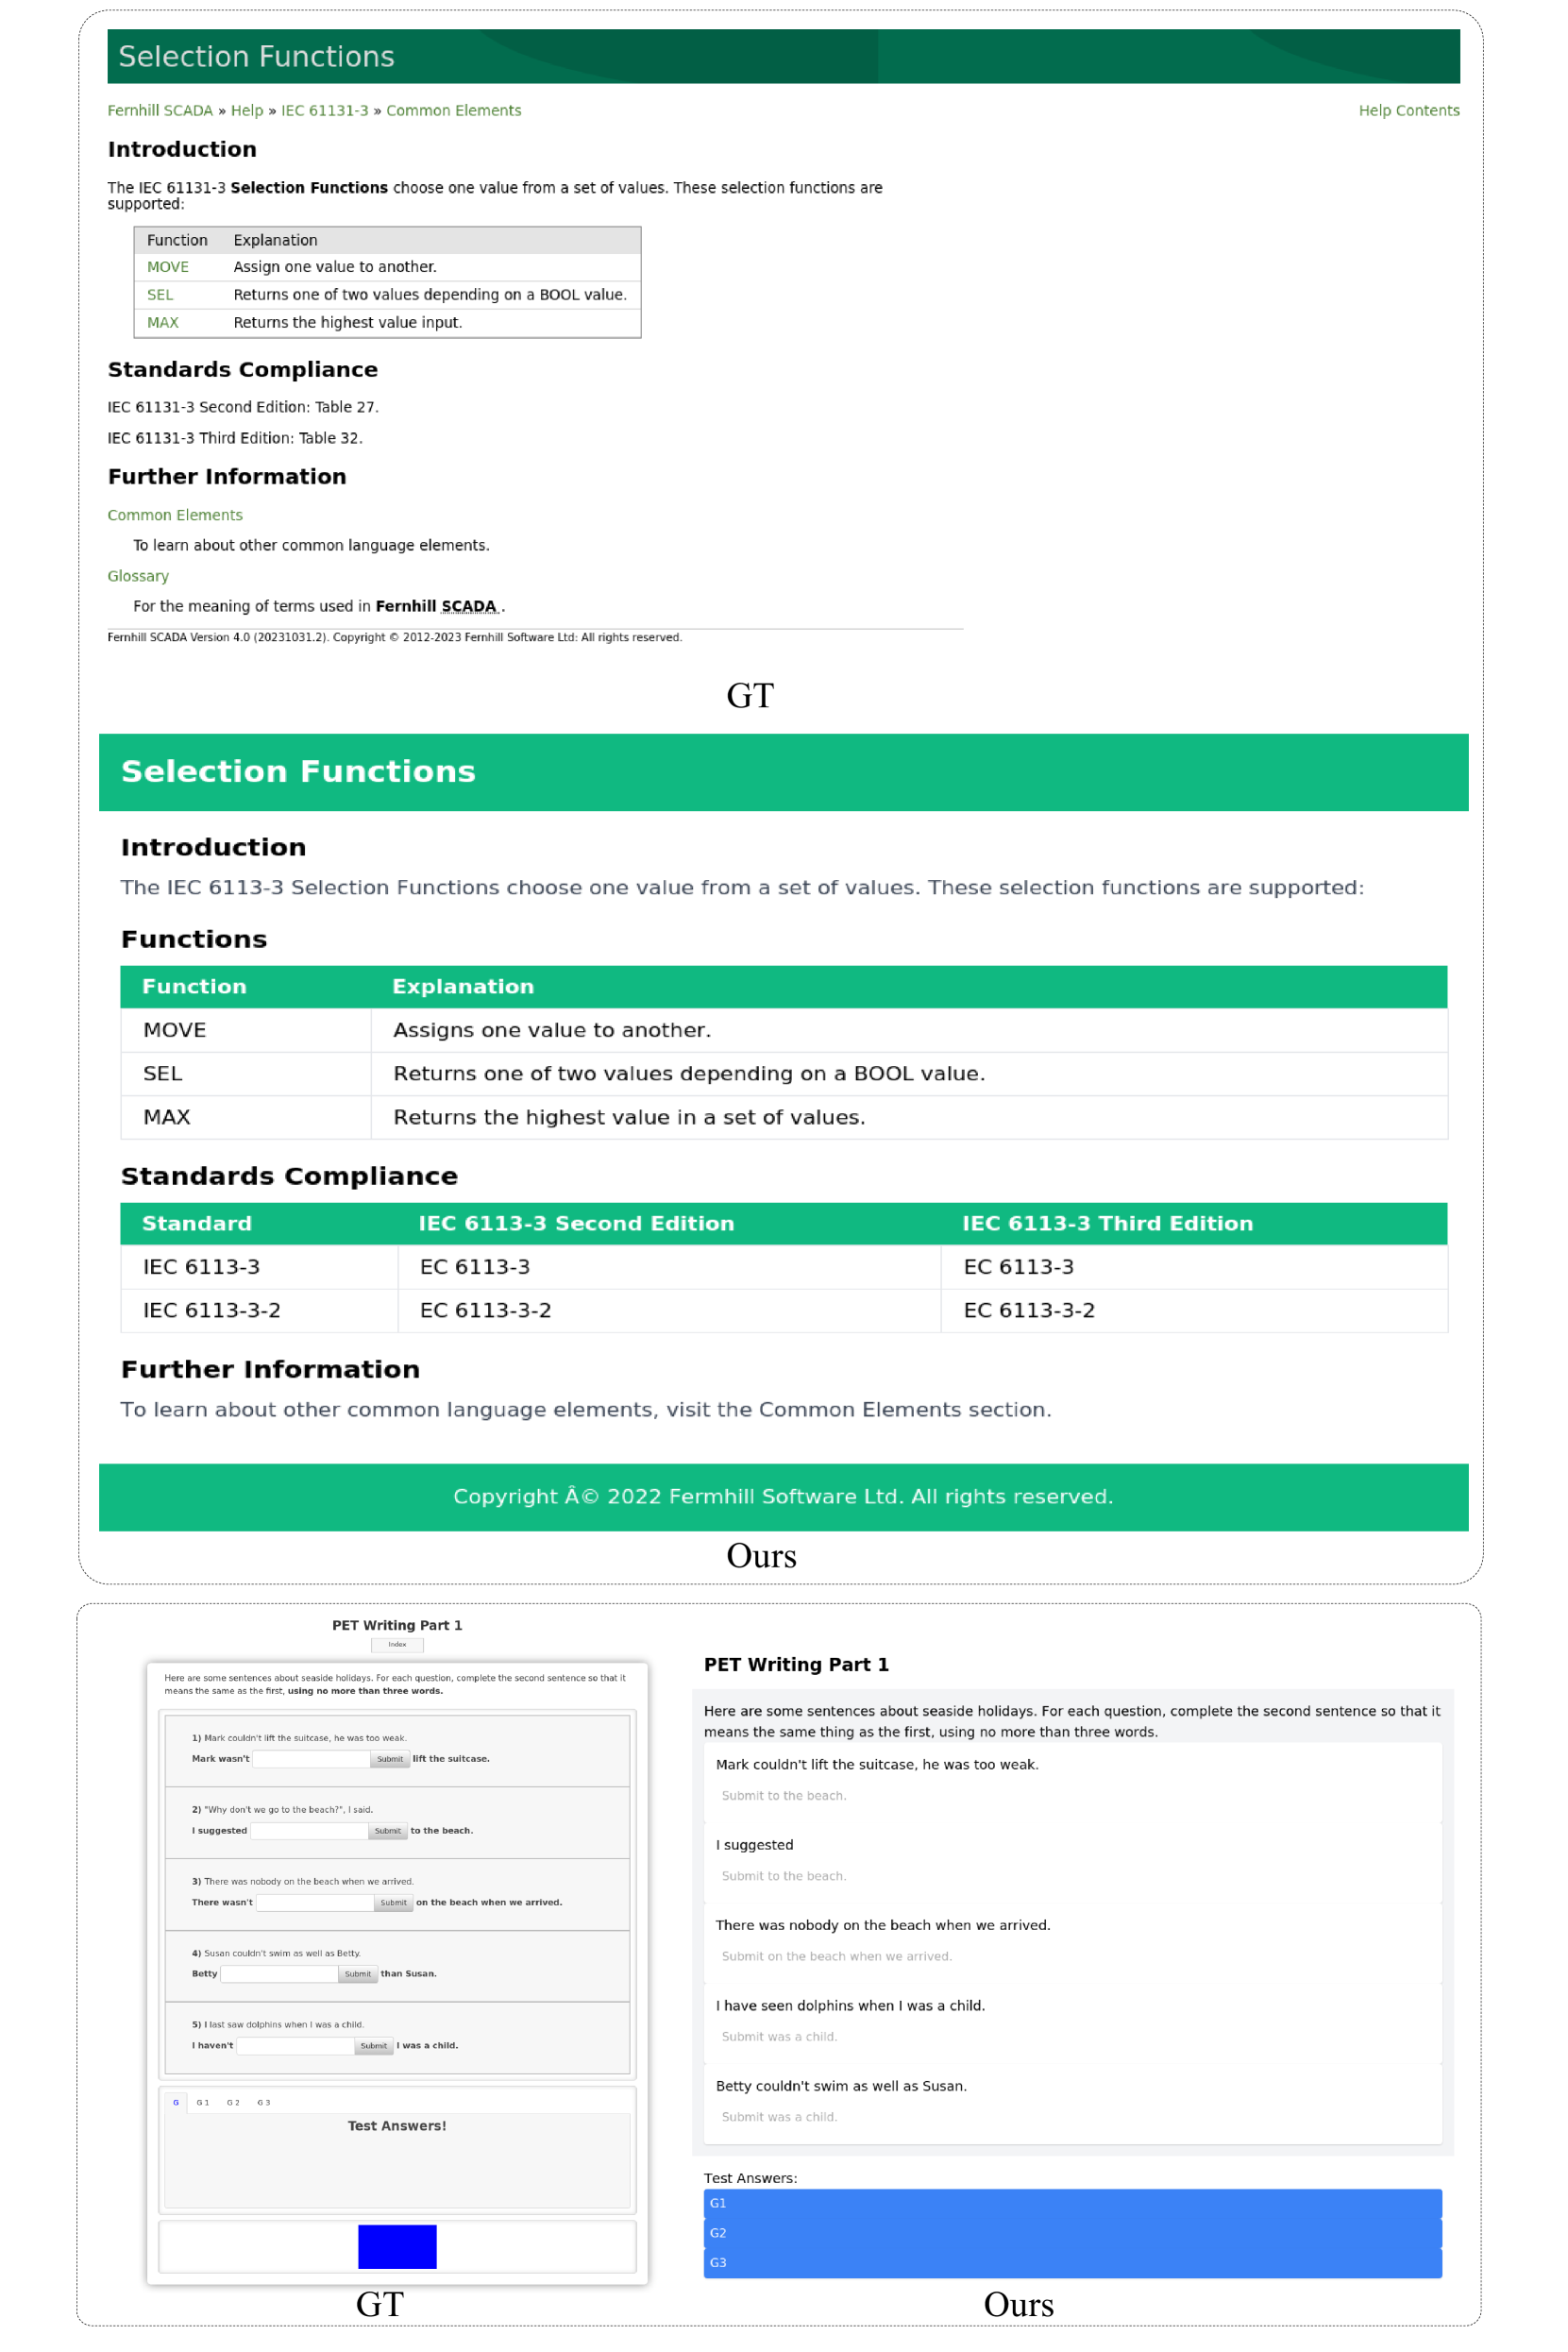 Selection Functions
Fernhill SCADA » Help » IEC 61131-3 » Common Elements Help Contents
Introduction
The IEC 61131-3 Selection Functions choose one value from a set of values. These selection functions are
supported:
Function Explanation
MOVE Assign one value to another.
SEL Returns one of two values depending on a BOOL value.
MAX Returns the highest value input.
Standards Compliance
IEC 61131-3 Second Edition: Table 27.
IEC 61131-3 Third Edition: Table 32.
Further Information
Common Elements
To learn about other common language elements.
Glossary
For the meaning of terms used in Fernhill SCADA .
Fernhill SCADA Version 4.0 (20231031.2). Copyright © 2012-2023 Fernhill Software Ltd: All rights reserved.
GT
Selection Functions
Introduction
The IEC 6113-3 Selection Functions choose one value from a set of values. These selection functions are supported:
Functions
Function Explanation
MOVE Assigns one value to another.
SEL Returns one of two values depending on a BOOL value.
MAX Returns the highest value in a set of values.
Standards Compliance
Standard IEC 6113-3 Second Edition IEC 6113-3 Third Edition
IEC 6113-3 EC 6113-3 EC 6113-3
IEC 6113-3-2 EC 6113-3-2 EC 6113-3-2
Further Information
To learn about other common language elements, visit the Common Elements section.
Copyright Â© 2022 Fermhill Software Ltd. All rights reserved.
Ours
PET Writing Part 1
Index
Here are some sentences about seaside holidays. For each question, complete the second sentence so that it
means the same as the first, using no more than three words.
1) Mark couldn't lift the suitcase, he was too weak.
Mark wasn't Submit lift the suitcase.
2) "Why don't we go to the beach?", I said.
I suggested Submit to the beach.
3) There was nobody on the beach when we arrived.
There wasn't Submit on the beach when we arrived.
4) Susan couldn't swim as well as Betty.
Betty Submit than Susan.
5) I last saw dolphins when I was a child.
I haven't Submit I was a child.
G G 1 G 2 G 3
Test Answers!
GT
PET Writing Part 1
Here are some sentences about seaside holidays. For each question, complete the second sentence so that it
means the same thing as the first, using no more than three words.
Mark couldn't lift the suitcase, he was too weak.
Submit to the beach.
I suggested
Submit to the beach.
There was nobody on the beach when we arrived.
Submit on the beach when we arrived.
I have seen dolphins when I was a child.
Submit was a child.
Betty couldn't swim as well as Susan.
Submit was a child.
Test Answers:
G1
G2
G3
Ours